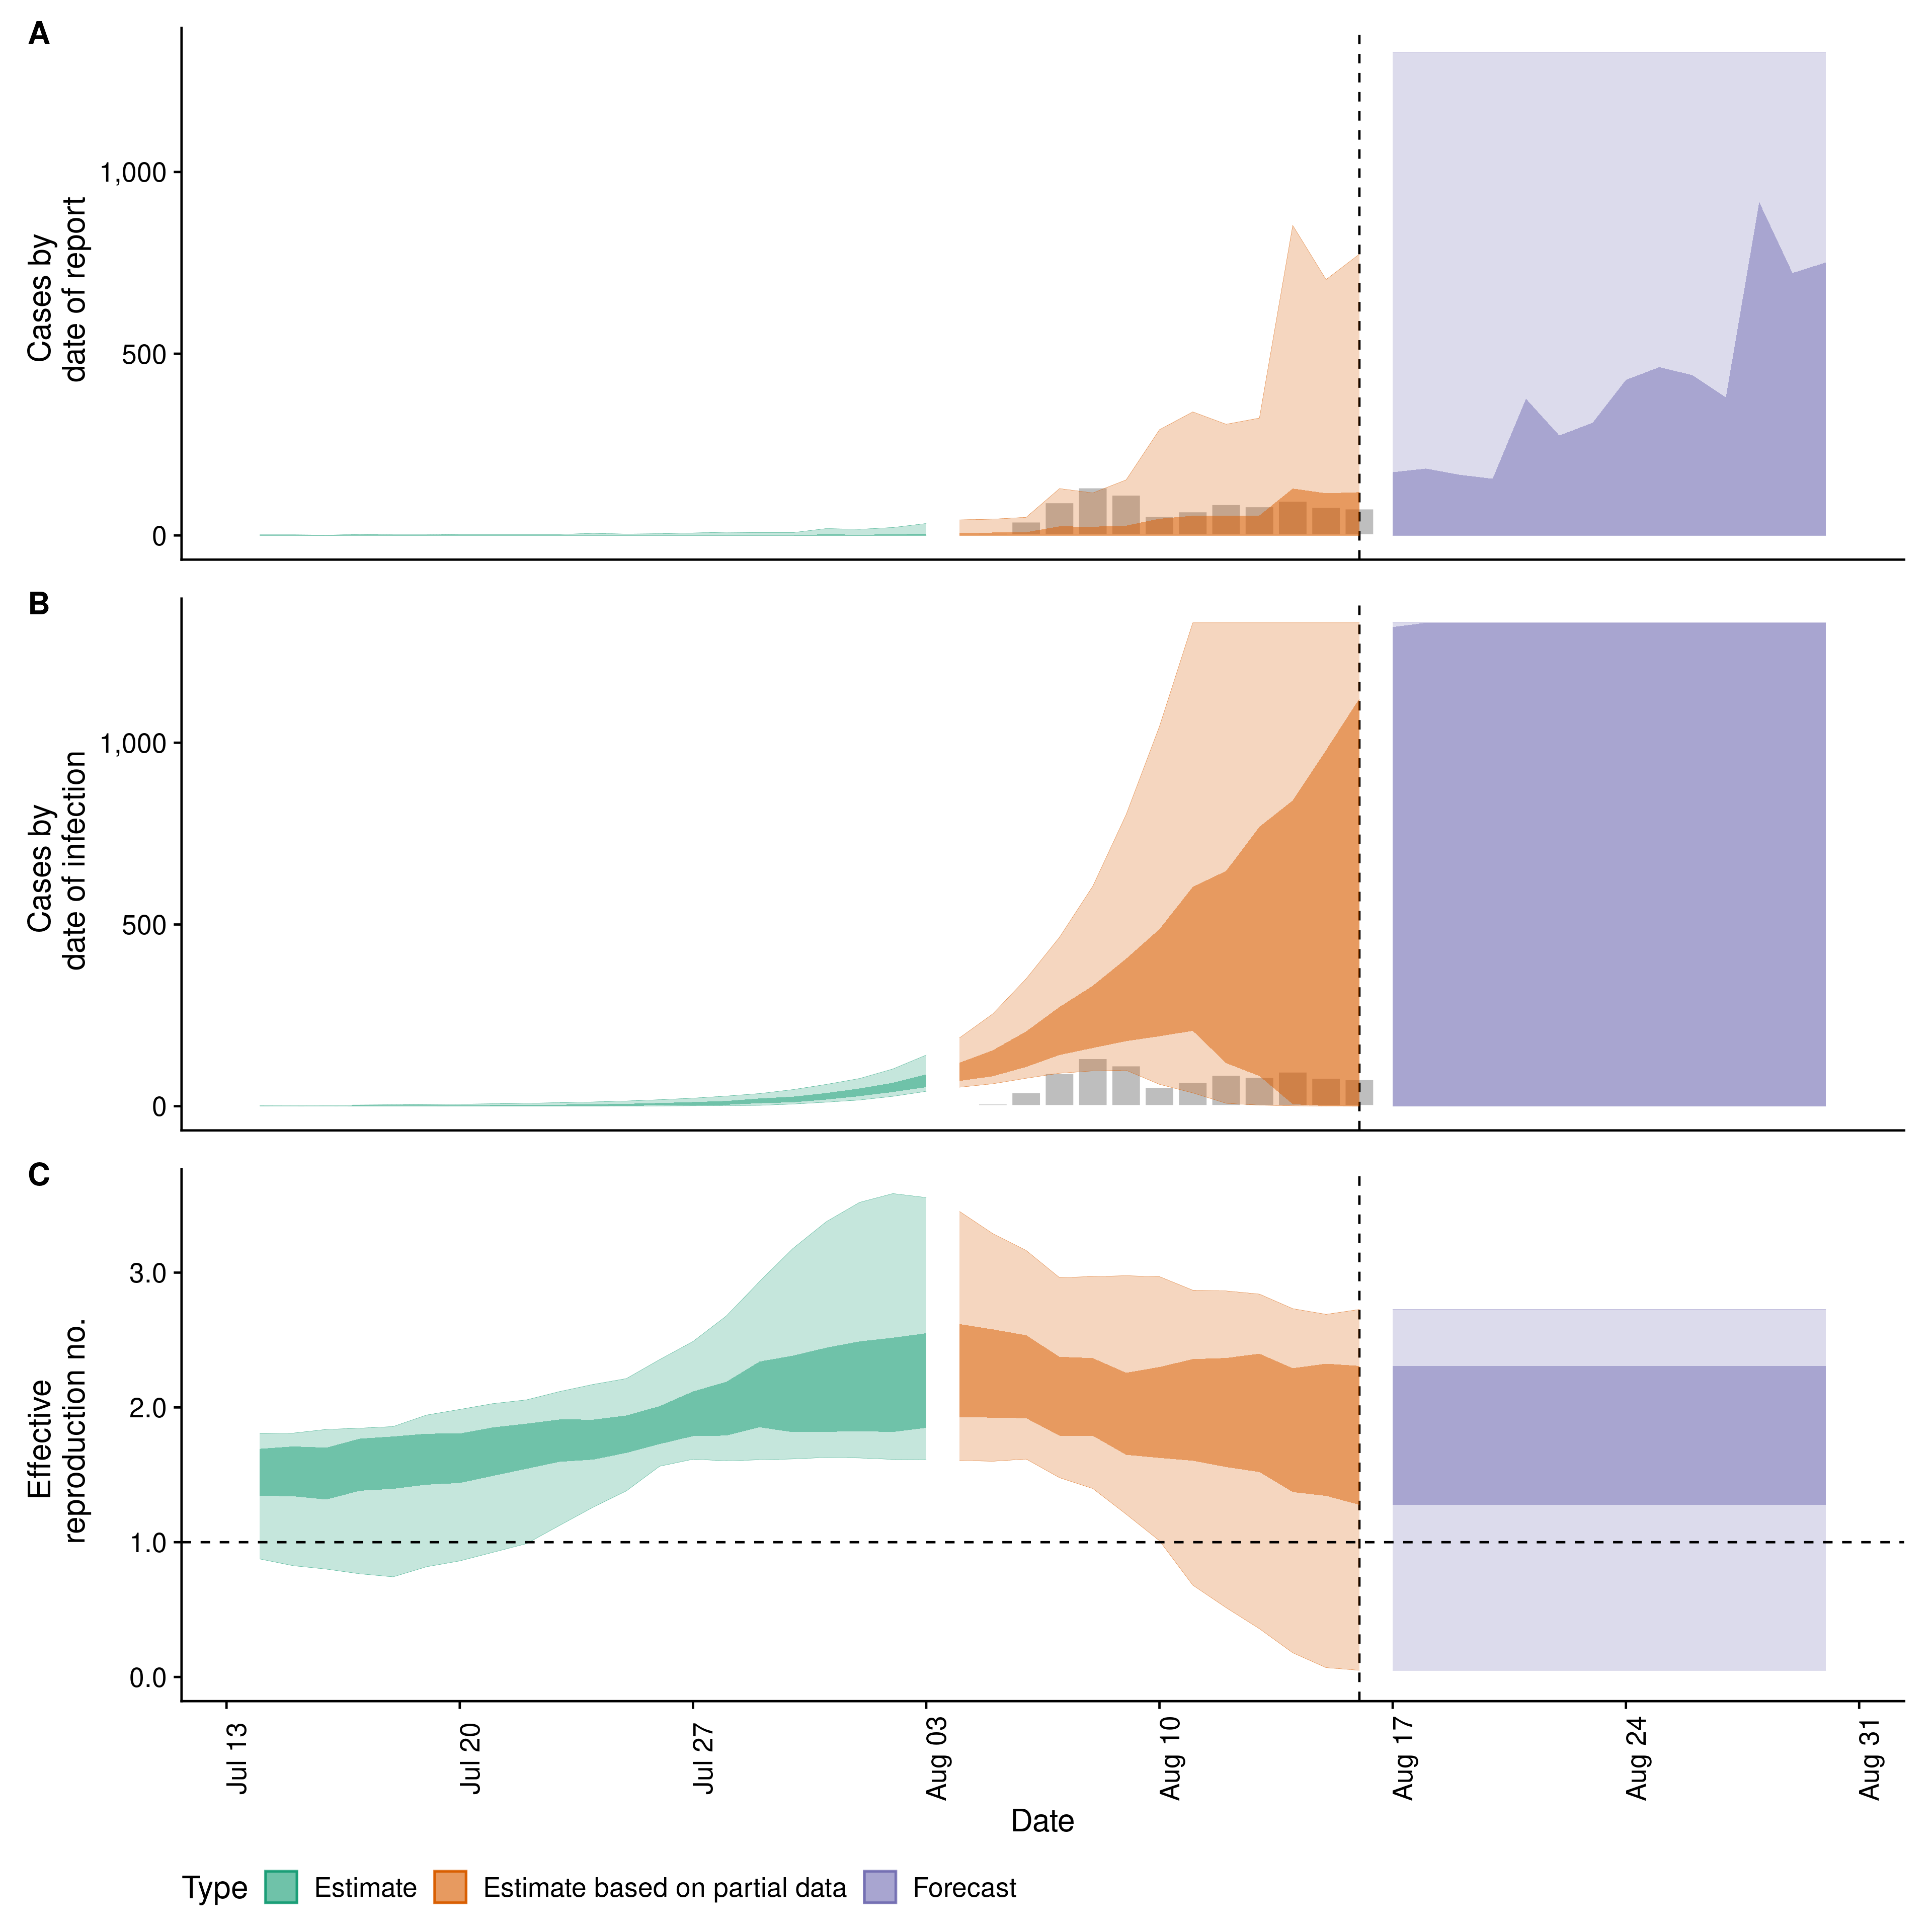 A
Cases by
date of report
1,000
500
0
B
Cases by
date of infection
1,000
500
0
C
Effective
reproduction no.
3.0
2.0
1.0
0.0
Jul 13
Jul 20
Jul 27
Aug 03
Aug 10
Aug 17
Aug 24
Aug 31
Date
Type Estimate Estimate based on partial data Forecast